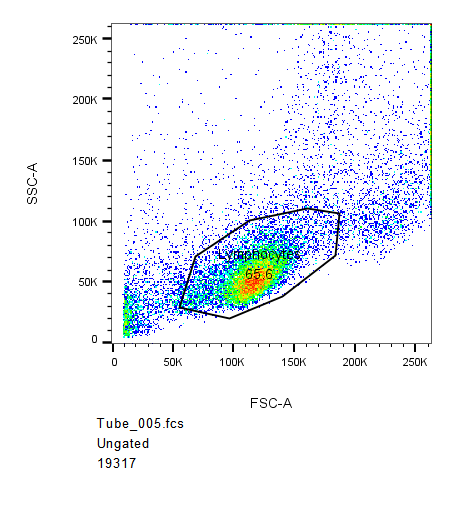 250K
200K
150K
100K
50K
0
SSC-A
Lymphocytes
65.6
0 50K 100K 150K 200K 250K
FSC-A
Tube_005.fcs
Ungated
19317